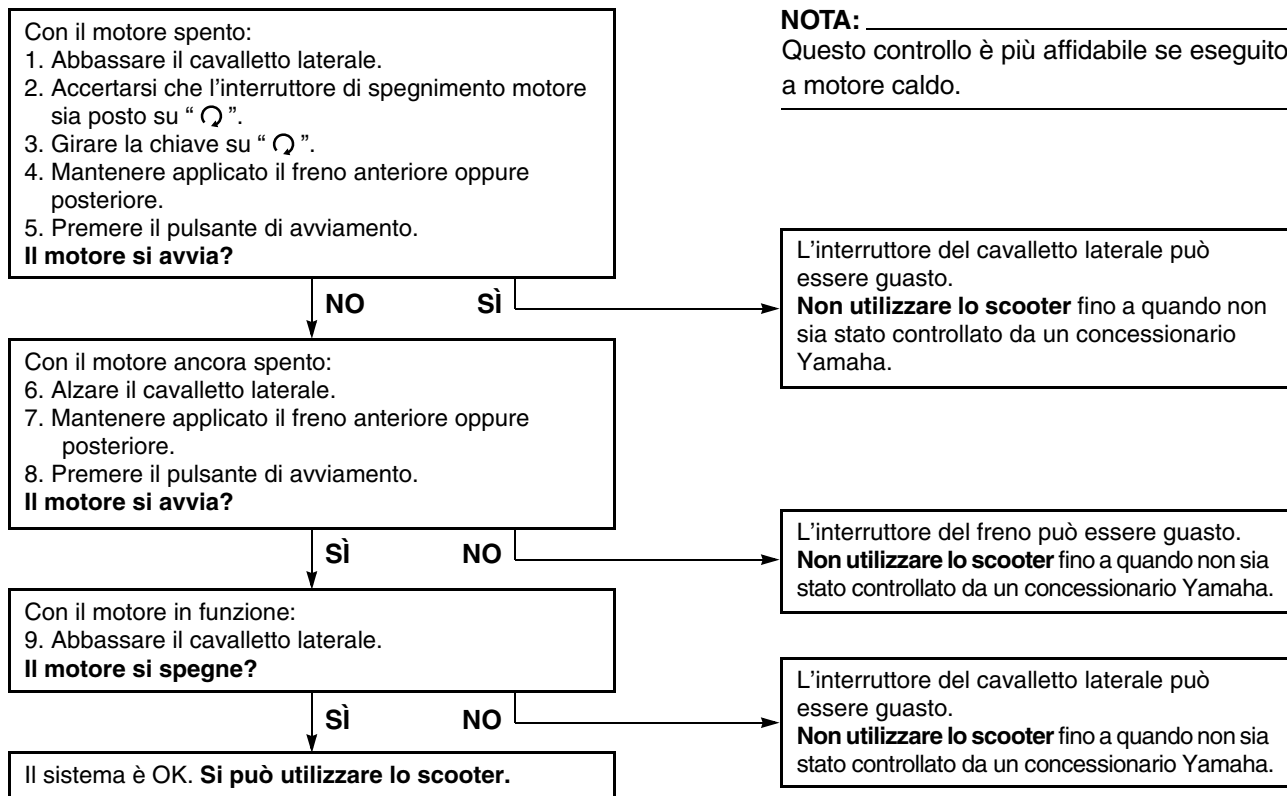 Con il motore spento:
1. Abbassare il cavalletto laterale.
2. Accertarsi che l'interruttore di spegnimento motore
sia posto su “ ”.
3. Girare la chiave su “ ”.
4. Mantenere applicato il freno anteriore oppure
posteriore.
5. Premere il pulsante di avviamento.
Il motore si avvia?
NOTA:
Questo controllo è più affidabile se eseguito
a motore caldo.
NO SÌ
L'interruttore del cavalletto laterale può
essere guasto.
Non utilizzare lo scooter fino a quando non
sia stato controllato da un concessionario
Yamaha.
Con il motore ancora spento:
6. Alzare il cavalletto laterale.
7. Mantenere applicato il freno anteriore oppure
posteriore.
8. Premere il pulsante di avviamento.
Il motore si avvia?
SÌ NO
L'interruttore del freno può essere guasto.
Non utilizzare lo scooter fino a quando non sia
stato controllato da un concessionario Yamaha.
Con il motore in funzione:
9. Abbassare il cavalletto laterale.
Il motore si spegne?
SÌ NO
L'interruttore del cavalletto laterale può
essere guasto.
Non utilizzare lo scooter fino a quando non sia
stato controllato da un concessionario Yamaha.
Il sistema è OK. Si può utilizzare lo scooter.